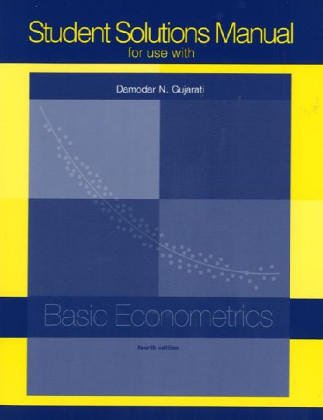 Student Solutions Manual
for use with
Damodar N. Gujarati
Basic Econometrics
fourth edition